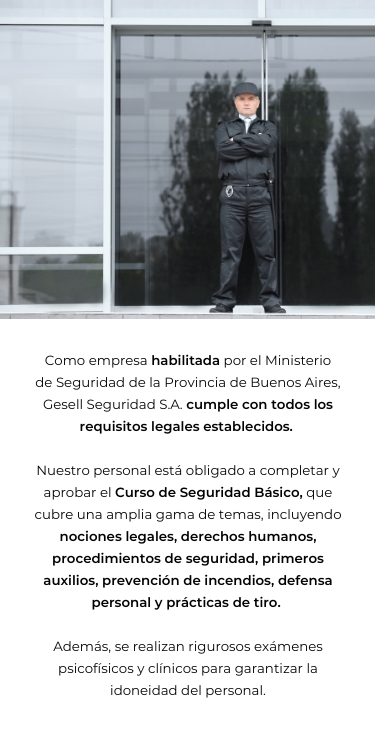 Como empresa habilitada por el Ministerio
de Seguridad de la Provincia de Buenos Aires,
Gesell Seguridad S.A. cumple con todos los
requisitos legales establecidos.
Nuestro personal está obligado a completar y
aprobar el Curso de Seguridad Básico, que
cubre una amplia gama de temas, incluyendo
nociones legales, derechos humanos,
procedimientos de seguridad, primeros
auxilios, prevención de incendios, defensa
personal y prácticas de tiro.
Además, se realizan rigurosos exámenes
psicofísicos y clínicos para garantizar la
idoneidad del personal.